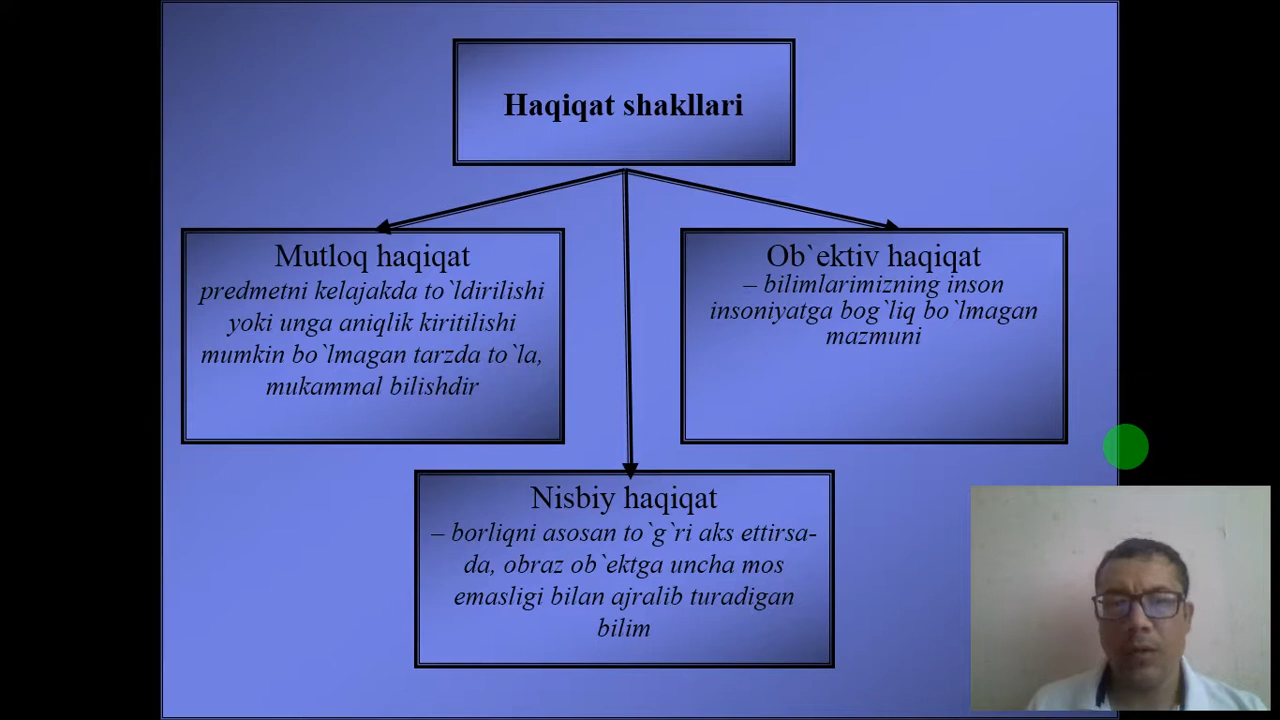 Haqiqat shakllari
Mutloq haqiqat
predmetni kelajakda to`ldirilishi
yoki unga aniqlik kiritilishi
mumkin bo`lmagan tarzda to`la,
mukammal bilishdir
Ob`ektiv haqiqat
– bilimlarimizning inson
insoniyatga bog`liq bo`lmagan
mazmuni
Nisbiy haqiqat
– borliqni asosan to`g`ri aks ettirsa-
da, obraz ob`ektga uncha mos
emasligi bilan ajralib turadigan
bilim